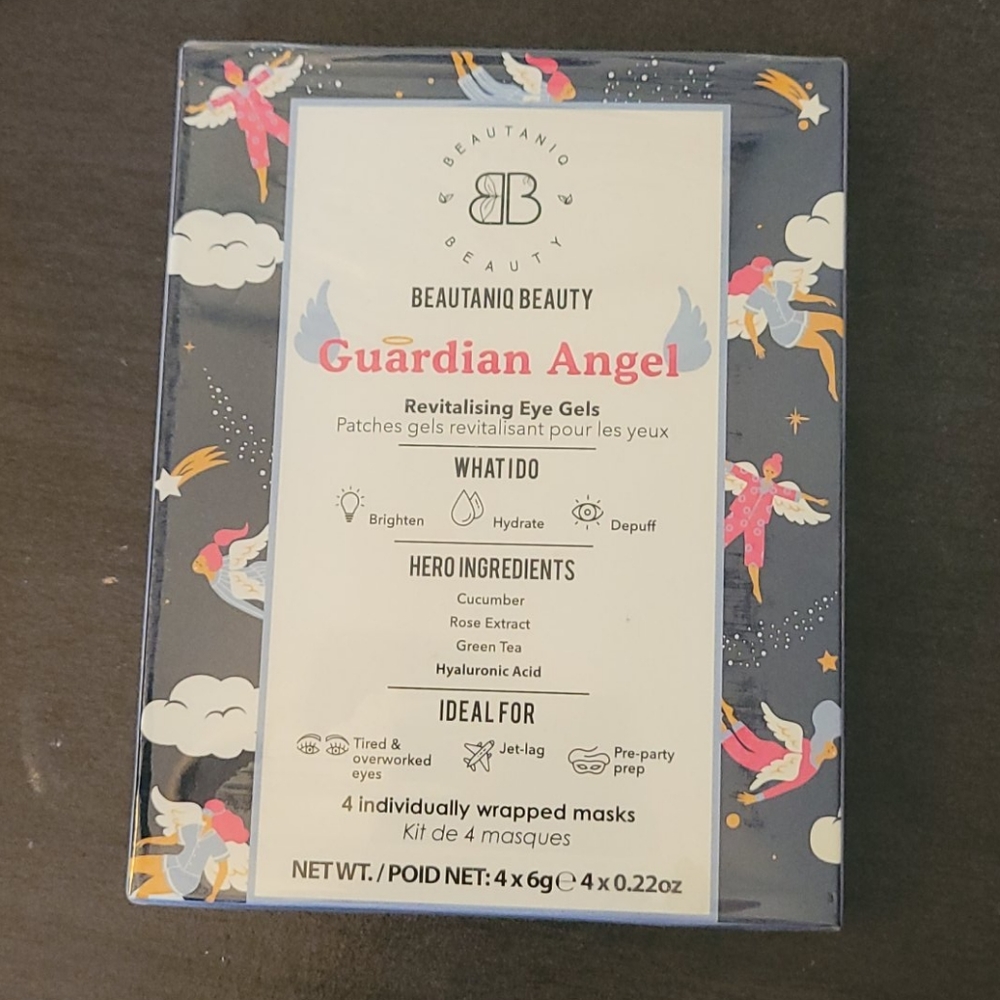 BEAUTANIQ
BEAUTY
BB
BEAUTANIQ BEAUTY
Guardian Angel
Revitalising Eye Gels
Patches gels revitalisant pour les yeux
WHAT I DO
Brighten Hydrate Depuff
HERO INGREDIENTS
Cucumber
Rose Extract
Green Tea
Hyaluronic Acid
IDEAL FOR
Tired &
overworked
eyes
Jet-lag
Pre-party
prep
4 individually wrapped masks
Kit de 4 masques
NET WT. / POID NET: 4 x 6g℮ 4 x 0.22oz